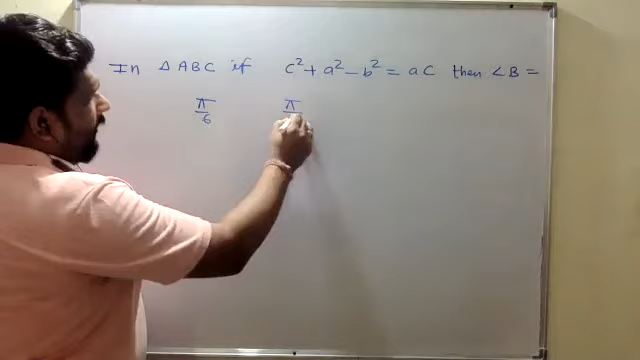 In △ABC if c²+a²-b²=ac then ∠B=
π/6 π